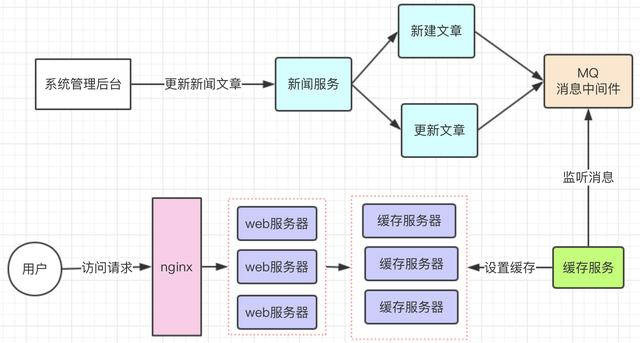 系统管理后台
更新新闻文章
新闻服务
新建文章
更新文章
MQ
消息中间件
监听消息
用户
访问请求
nginx
web服务器
web服务器
web服务器
缓存服务器
缓存服务器
缓存服务器
设置缓存
缓存服务